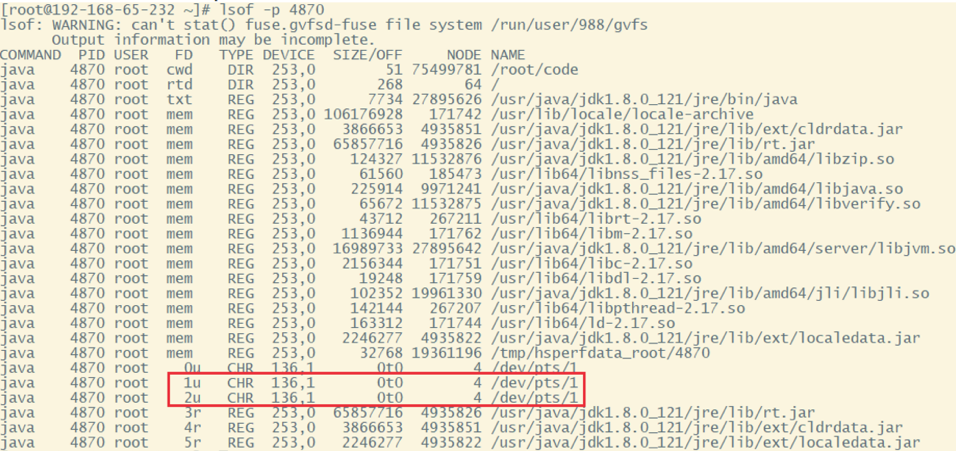 [root@192-168-65-232 ~]# lsof -p 4870
lsof: WARNING: can't stat() fuse.gvfsd-fuse file system /run/user/988/gvfs
      Output information may be incomplete.
COMMAND  PID USER   FD   TYPE DEVICE  SIZE/OFF     NODE NAME
java    4870 root  cwd    DIR  253,0        51 75499781 /root/code
java    4870 root  rtd    DIR  253,0       268       64 /
java    4870 root  txt    REG  253,0      7734 27895626 /usr/java/jdk1.8.0_121/jre/bin/java
java    4870 root  mem    REG  253,0 106176928   171742 /usr/lib/locale/locale-archive
java    4870 root  mem    REG  253,0   3866653  4935851 /usr/java/jdk1.8.0_121/jre/lib/ext/cldrdata.jar
java    4870 root  mem    REG  253,0  65857716  4935826 /usr/java/jdk1.8.0_121/jre/lib/rt.jar
java    4870 root  mem    REG  253,0    124327 11532876 /usr/java/jdk1.8.0_121/jre/lib/amd64/libzip.so
java    4870 root  mem    REG  253,0     61560   185473 /usr/lib64/libnss_files-2.17.so
java    4870 root  mem    REG  253,0    225914  9971241 /usr/java/jdk1.8.0_121/jre/lib/amd64/libjava.so
java    4870 root  mem    REG  253,0     65672 11532875 /usr/java/jdk1.8.0_121/jre/lib/amd64/libverify.so
java    4870 root  mem    REG  253,0     43712   267211 /usr/lib64/librt-2.17.so
java    4870 root  mem    REG  253,0   1136944   171762 /usr/lib64/libm-2.17.so
java    4870 root  mem    REG  253,0  16989733 27895642 /usr/java/jdk1.8.0_121/jre/lib/amd64/server/libjvm.so
java    4870 root  mem    REG  253,0   2156344   171751 /usr/lib64/libc-2.17.so
java    4870 root  mem    REG  253,0     19248   171759 /usr/lib64/libdl-2.17.so
java    4870 root  mem    REG  253,0    102352 19961330 /usr/java/jdk1.8.0_121/jre/lib/amd64/jli/libjli.so
java    4870 root  mem    REG  253,0    142144   267207 /usr/lib64/libpthread-2.17.so
java    4870 root  mem    REG  253,0    163312   171744 /usr/lib64/ld-2.17.so
java    4870 root  mem    REG  253,0   2246277  4935822 /usr/java/jdk1.8.0_121/jre/lib/ext/localedata.jar
java    4870 root  mem    REG  253,0     32768 19361196 /tmp/hsperfdata_root/4870
java    4870 root    0u   CHR  136,1       0t0        4 /dev/pts/1
java    4870 root    1u   CHR  136,1       0t0        4 /dev/pts/1
java    4870 root    2u   CHR  136,1       0t0        4 /dev/pts/1
java    4870 root    3r   REG  253,0  65857716  4935826 /usr/java/jdk1.8.0_121/jre/lib/rt.jar
java    4870 root    4r   REG  253,0   3866653  4935851 /usr/java/jdk1.8.0_121/jre/lib/ext/cldrdata.jar
java    4870 root    5r   REG  253,0   2246277  4935822 /usr/java/jdk1.8.0_121/jre/lib/ext/localedata.jar